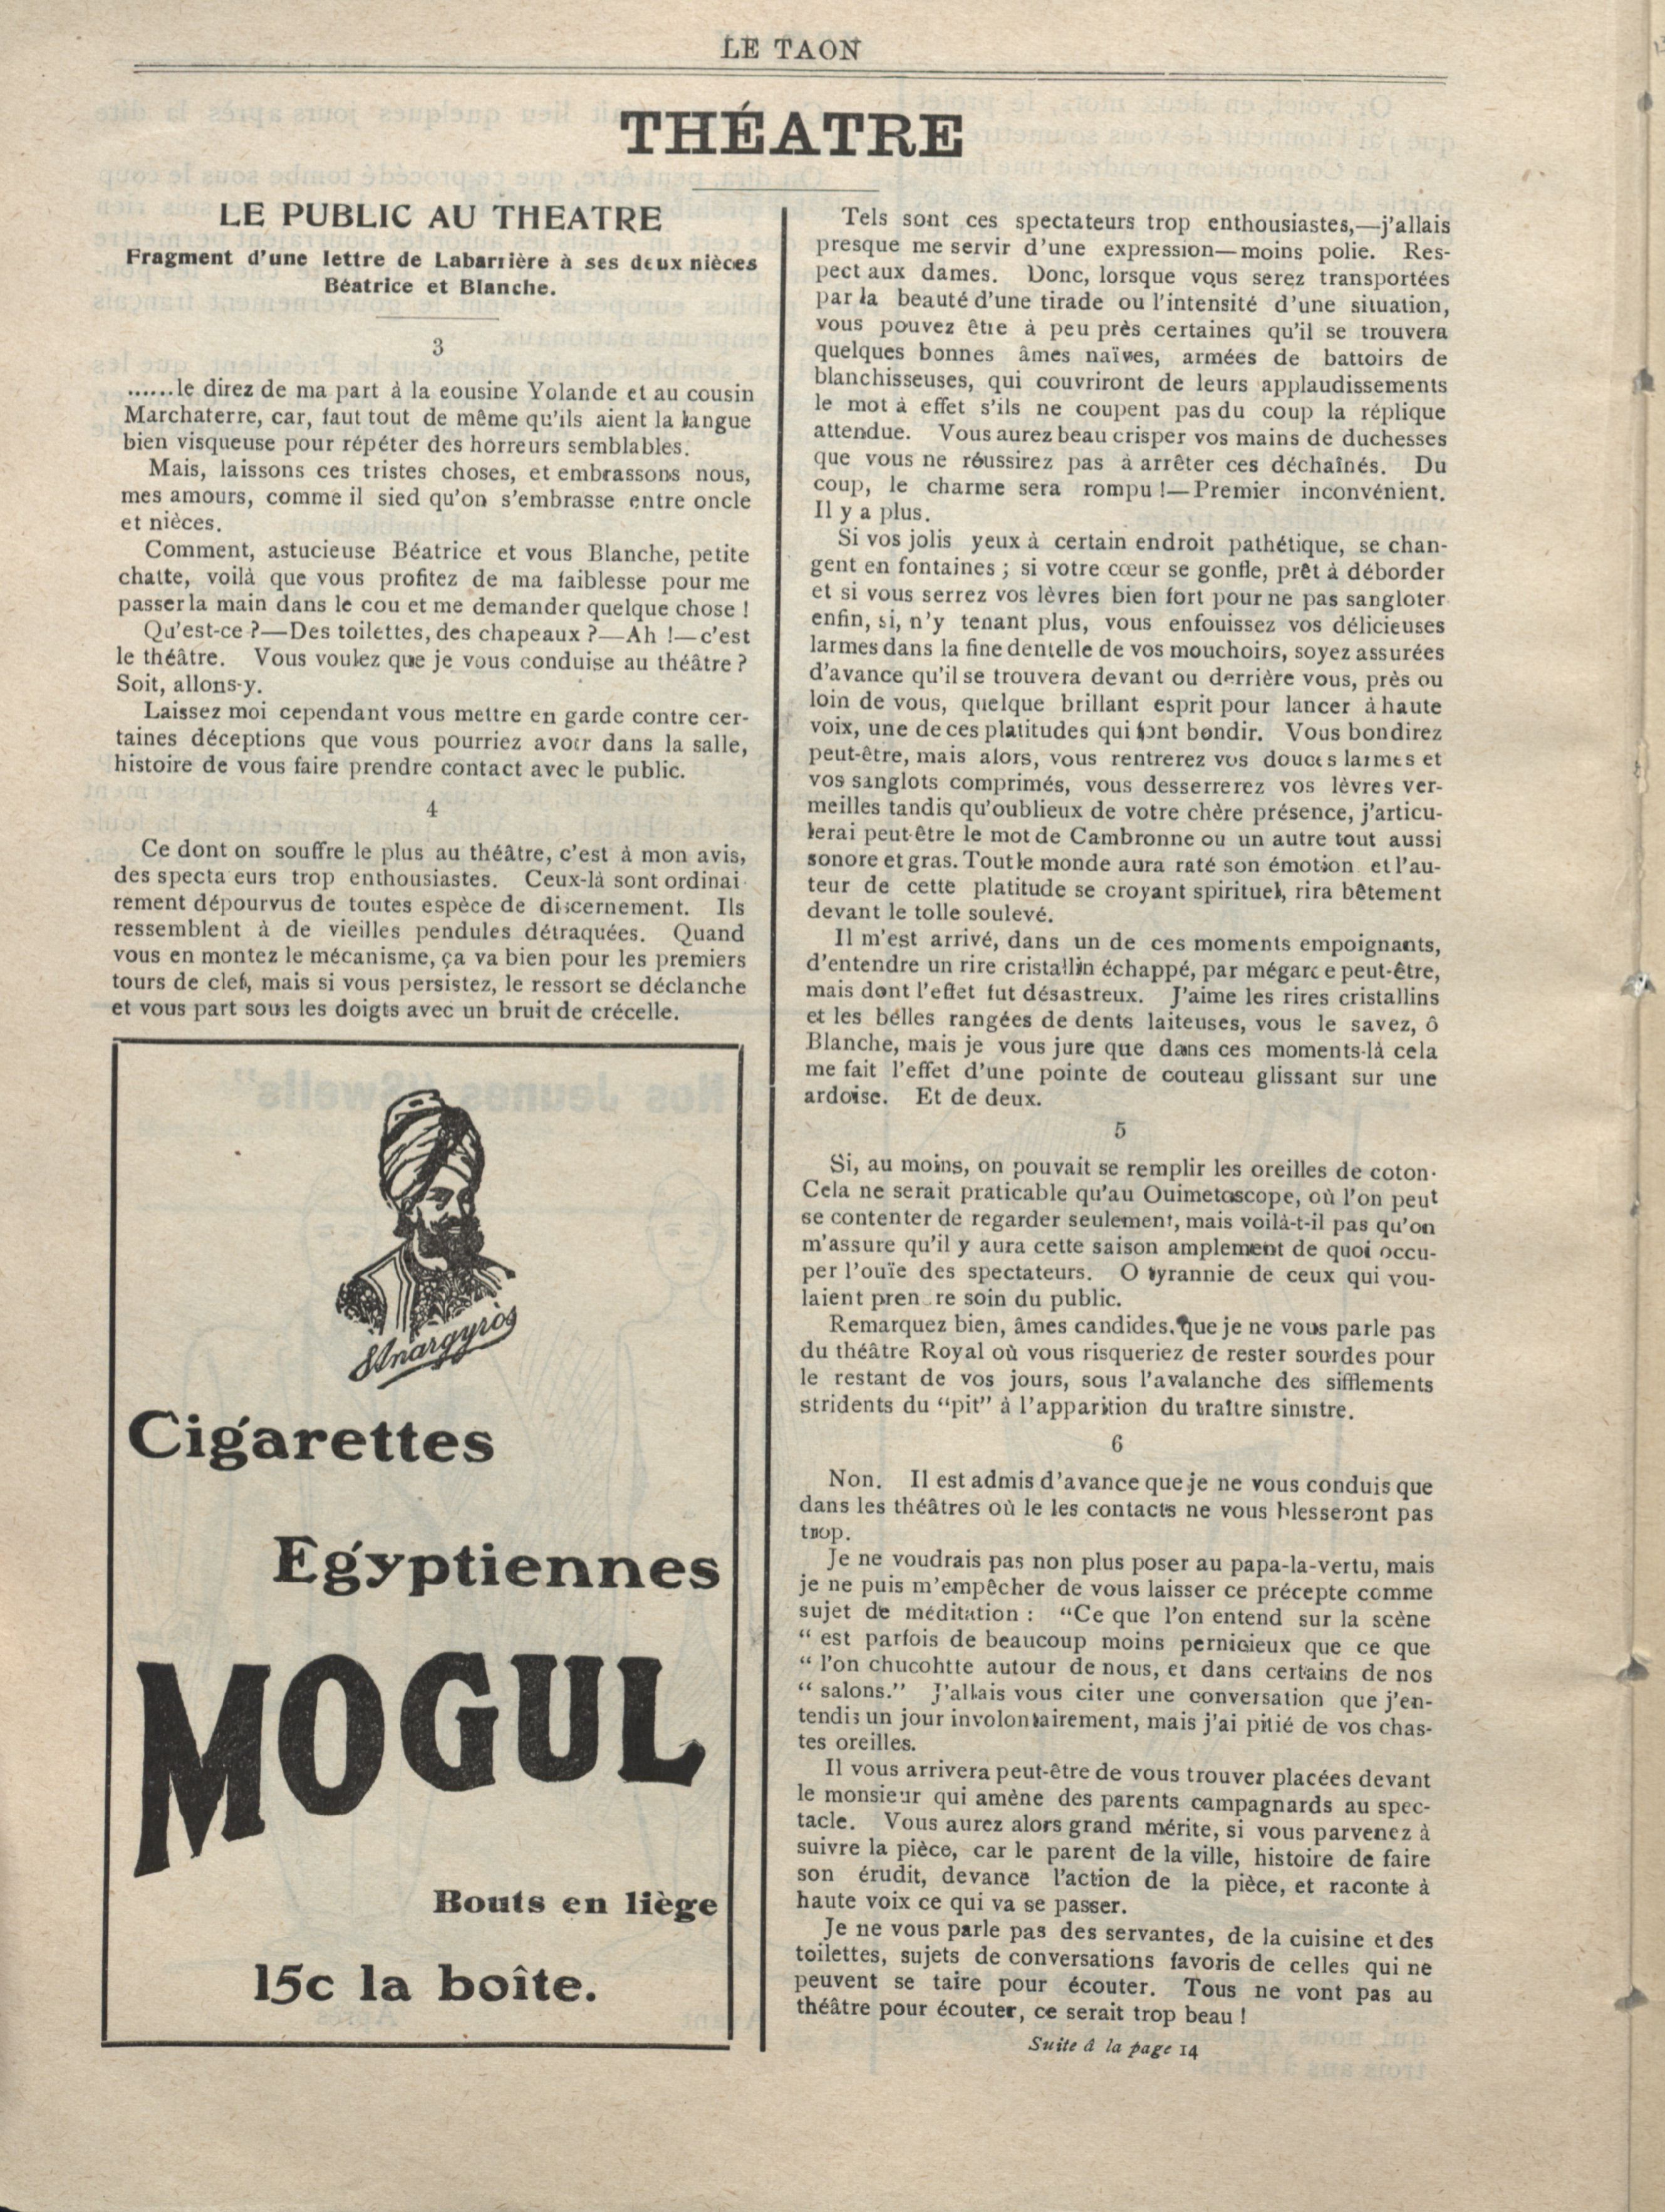 LE TAON
THÉATRE
LE PUBLIC AU THEATRE
Fragment d'une lettre de Labarrière à ses deux nièces
Béatrice et Blanche.
3
......le direz de ma part à la eousine Yolande et au cousin
Marchaterre, car, faut tout de même qu'ils aient la langue
bien visqueuse pour répéter des horreurs semblables.
Mais, laissons ces tristes choses, et embrassons nous,
mes amours, comme il sied qu'on s'embrasse entre oncle
et nièces.
Comment, astucieuse Béatrice et vous Blanche, petite
chatte, voilà que vous profitez de ma faiblesse pour me
passer la main dans le cou et me demander quelque chose !
Qu'est-ce ?—Des toilettes, des chapeaux ?—Ah !—c'est
le théâtre. Vous voulez que je vous conduise au théâtre ?
Soit, allons-y.
Laissez moi cependant vous mettre en garde contre cer-
taines déceptions que vous pourriez avoir dans la salle,
histoire de vous faire prendre contact avec le public.
4
Ce dont on souffre le plus au théâtre, c'est à mon avis,
des specta eurs trop enthousiastes. Ceux-là sont ordinai
rement dépourvus de toutes espèce de discernement. Ils
ressemblent à de vieilles pendules détraquées. Quand
vous en montez le mécanisme, ça va bien pour les premiers
tours de clef, mais si vous persistez, le ressort se déclanche
et vous part sous les doigts avec un bruit de crécelle.
S Anargyros
Cigarettes
Egyptiennes
MOGUL
Bouts en liège
15c la boîte.
Tels sont ces spectateurs trop enthousiastes,—j'allais
presque me servir d'une expression—moins polie. Res-
pect aux dames. Donc, lorsque vous serez transportées
par la beauté d'une tirade ou l'intensité d'une situation,
vous pouvez être à peu près certaines qu'il se trouvera
quelques bonnes âmes naïves, armées de battoirs de
blanchisseuses, qui couvriront de leurs applaudissements
le mot à effet s'ils ne coupent pas du coup la réplique
attendue. Vous aurez beau crisper vos mains de duchesses
que vous ne réussirez pas à arrêter ces déchaînés. Du
coup, le charme sera rompu !—Premier inconvénient.
Il y a plus.
Si vos jolis yeux à certain endroit pathétique, se chan-
gent en fontaines ; si votre cœur se gonfle, prêt à déborder
et si vous serrez vos lèvres bien fort pour ne pas sangloter
enfin, si, n'y tenant plus, vous enfouissez vos délicieuses
larmes dans la fine dentelle de vos mouchoirs, soyez assurées
d'avance qu'il se trouvera devant ou derrière vous, près ou
loin de vous, quelque brillant esprit pour lancer à haute
voix, une de ces platitudes qui font bondir. Vous bondirez
peut-être, mais alors, vous rentrerez vos douces larmes et
vos sanglots comprimés, vous desserrerez vos lèvres ver-
meilles tandis qu'oublieux de votre chère présence, j'articu-
lerai peut-être le mot de Cambronne ou un autre tout aussi
sonore et gras. Tout le monde aura raté son émotion et l'au-
teur de cette platitude se croyant spirituel, rira bêtement
devant le tolle soulevé.
Il m'est arrivé, dans un de ces moments empoignants,
d'entendre un rire cristallin échappé, par mégarc e peut-être,
mais dont l'effet fut désastreux. J'aime les rires cristallins
et les bélles rangées de dents laiteuses, vous le savez, ô
Blanche, mais je vous jure que dans ces moments-là cela
me fait l'effet d'une pointe de couteau glissant sur une
ardoise. Et de deux.
5
Si, au moins, on pouvait se remplir les oreilles de coton.
Cela ne serait praticable qu'au Ouimetoscope, où l'on peut
se contenter de regarder seulement, mais voilà-t-il pas qu'on
m'assure qu'il y aura cette saison amplement de quoi occu-
per l'ouïe des spectateurs. O tyrannie de ceux qui vou-
laient pren re soin du public.
Remarquez bien, âmes candides, que je ne vous parle pas
du théâtre Royal où vous risqueriez de rester sourdes pour
le restant de vos jours, sous l'avalanche des sifflements
stridents du "pit" à l'apparition du traître sinistre.
6
Non. Il est admis d'avance que je ne vous conduis que
dans les théâtres où le les contacts ne vous blesseront pas
trop.
Je ne voudrais pas non plus poser au papa-la-vertu, mais
je ne puis m'empêcher de vous laisser ce précepte comme
sujet de méditation : "Ce que l'on entend sur la scène
" est parfois de beaucoup moins pernicieux que ce que
" l'on chucohtte autour de nous, et dans certains de nos
" salons." J'allais vous citer une conversation que j'en-
tendis un jour involontairement, mais j'ai pitié de vos chas-
tes oreilles.
Il vous arrivera peut-être de vous trouver placées devant
le monsieur qui amène des parents campagnards au spec-
tacle. Vous aurez alors grand mérite, si vous parvenez à
suivre la pièce, car le parent de la ville, histoire de faire
son érudit, devance l'action de la pièce, et raconte à
haute voix ce qui va se passer.
Je ne vous parle pas des servantes, de la cuisine et des
toilettes, sujets de conversations favoris de celles qui ne
peuvent se taire pour écouter. Tous ne vont pas au
théâtre pour écouter, ce serait trop beau !
Suite à la page 14